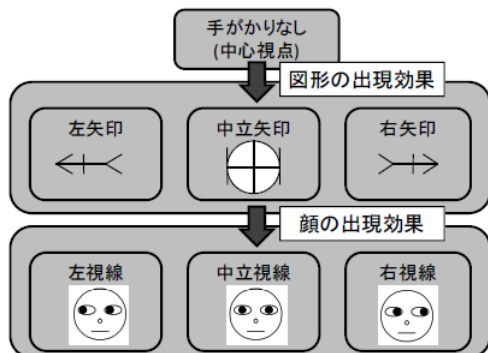 手がかりなし
(中心視点)
図形の出現効果
左矢印
中立矢印
右矢印
顔の出現効果
左視線
中立視線
右視線